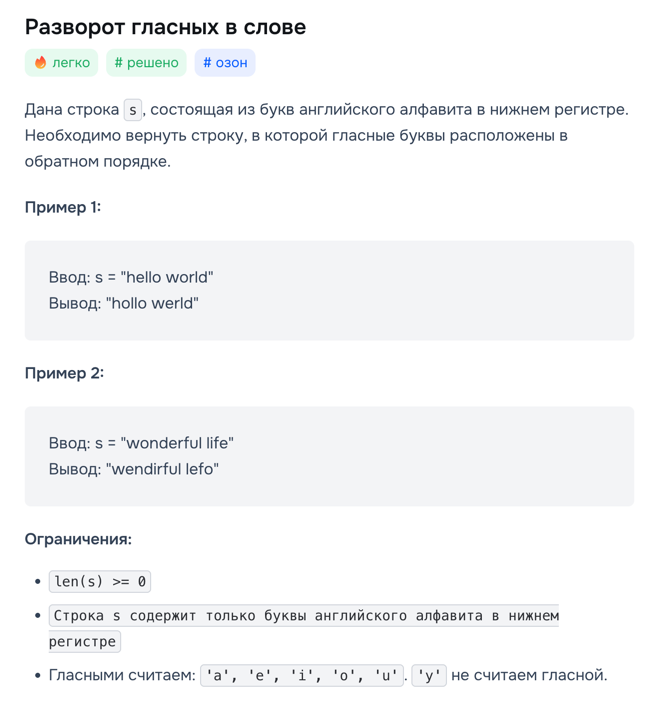 Разворот гласных в слове
🔥 легко # решено # озон
Дана строка s, состоящая из букв английского алфавита в нижнем регистре.
Необходимо вернуть строку, в которой гласные буквы расположены в
обратном порядке.
Пример 1:
Ввод: s = "hello world"
Вывод: "hollo werld"
Пример 2:
Ввод: s = "wonderful life"
Вывод: "wendirful lefo"
Ограничения:
• len(s) >= 0
• Строка s содержит только буквы английского алфавита в нижнем
регистре
• Гласными считаем: 'a', 'e', 'i', 'o', 'u'. 'y' не считаем гласной.